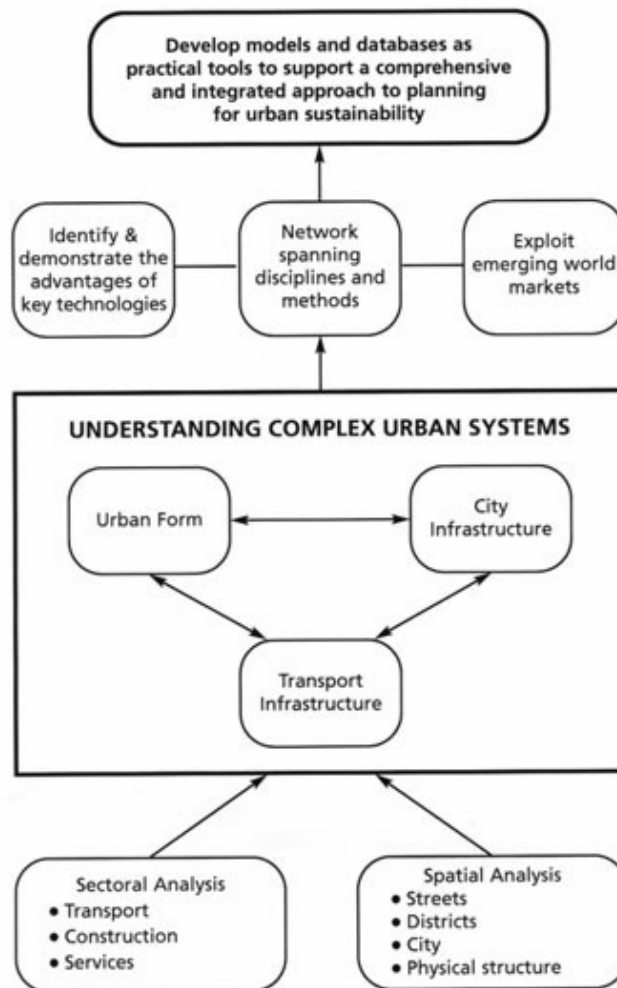 Develop models and databases as
practical tools to support a comprehensive
and integrated approach to planning
for urban sustainability
Identify &
demonstrate the
advantages of
key technologies
Network
spanning
disciplines and
methods
Exploit
emerging world
markets
UNDERSTANDING COMPLEX URBAN SYSTEMS
Urban Form
City
Infrastructure
Transport
Infrastructure
Sectoral Analysis
• Transport
• Construction
• Services
Spatial Analysis
• Streets
• Districts
• City
• Physical structure